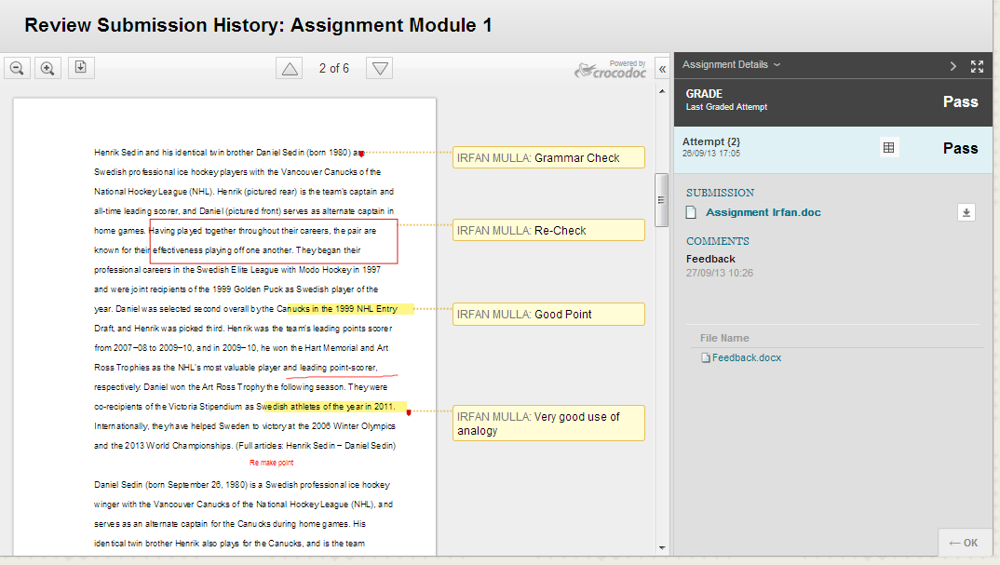 Review Submission History: Assignment Module 1
2 of 6
Powered by
crocodoc
«
Henrik Sedin and his identical twin brother Daniel Sedin (born 1980) are
Swedish professional ice hockey players with the Vancouver Canucks of the
National Hockey League (NHL). Henrik (pictured rear) is the team's captain and
all-time leading scorer, and Daniel (pictured front) serves as alternate captain in
home games. Having played together throughout their careers, the pair are
known for their effectiveness playing off one another. They began their
professional careers in the Swedish Elite League with Modo Hockey in 1997
and were joint recipients of the 1999 Golden Puck as Swedish player of the
year. Daniel was selected second overall by the Canucks in the 1999 NHL Entry
Draft, and Henrik was picked third. Henrik was the team's leading points scorer
from 2007–08 to 2009–10, and in 2009–10, he won the Hart Memorial and Art
Ross Trophies as the NHL's most valuable player and leading point-scorer,
respectively. Daniel won the Art Ross Trophy the following season. They were
co-recipients of the Victoria Stipendium as Swedish athletes of the year in 2011.
Internationally, they have helped Sweden to victory at the 2006 Winter Olympics
and the 2013 World Championships. (Full articles: Henrik Sedin – Daniel Sedin)
Re make point
Daniel Sedin (born September 26, 1980) is a Swedish professional ice hockey
winger with the Vancouver Canucks of the National Hockey League (NHL), and
serves as an alternate captain for the Canucks during home games. His
identical twin brother Henrik also plays for the Canucks, and is the team
IRFAN MULLA: Grammar Check
IRFAN MULLA: Re-Check
IRFAN MULLA: Good Point
IRFAN MULLA: Very good use of
analogy
Assignment Details
GRADE
Last Graded Attempt
Pass
Attempt {2}
26/09/13 17:05
Pass
SUBMISSION
Assignment Irfan.doc
COMMENTS
Feedback
27/09/13 10:26
File Name
Feedback.docx
← OK